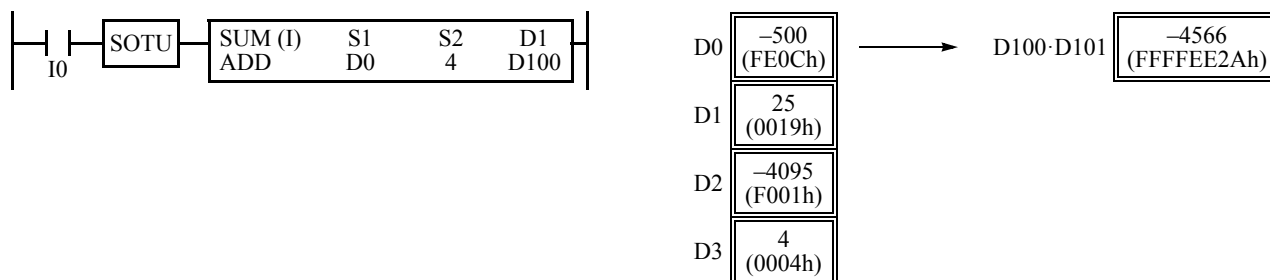 I0
SOTU
SUM (I) S1 S2 D1
ADD D0 4 D100
D0 –500 (FE0Ch)
D100·D101 –4566 (FFFFEE2Ah)
D1 25 (0019h)
D2 –4095 (F001h)
D3 4 (0004h)